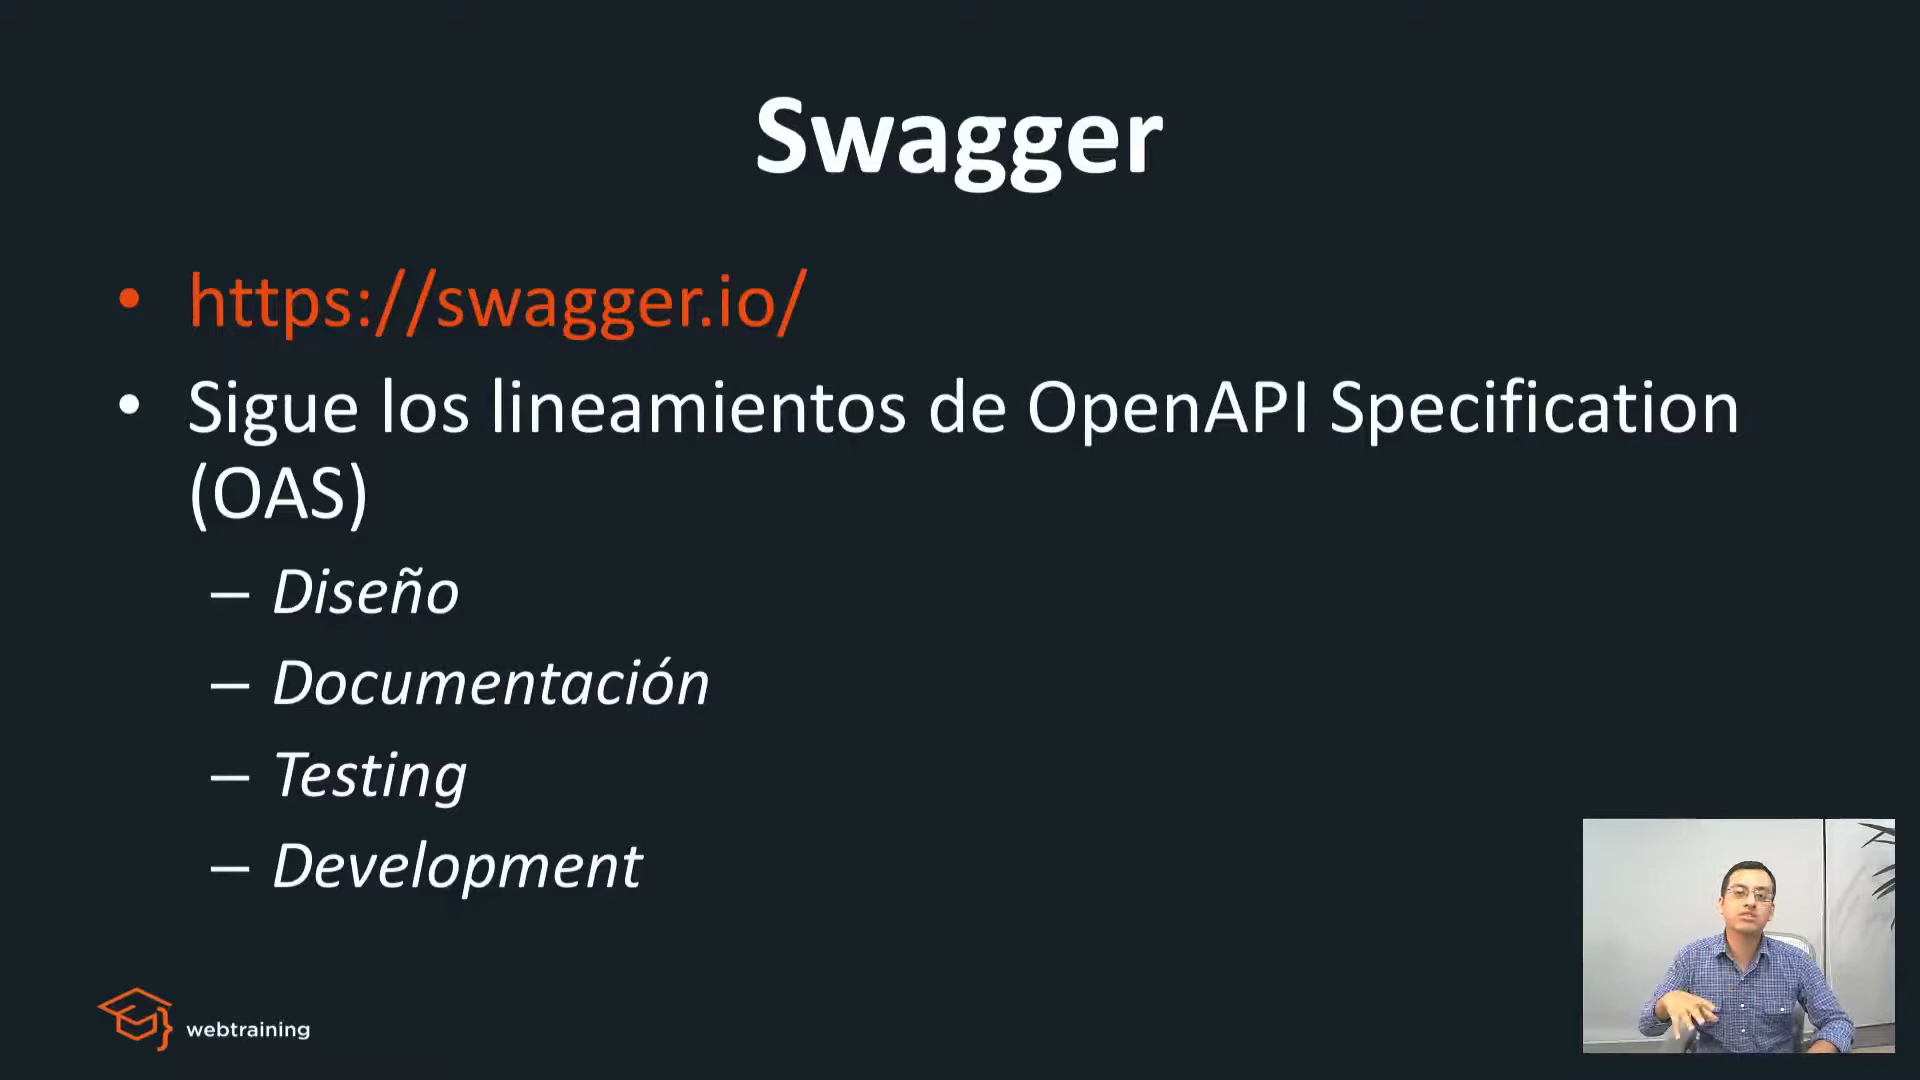 Swagger
• https://swagger.io/
• Sigue los lineamientos de OpenAPI Specification
(OAS)
– Diseño
– Documentación
– Testing
– Development
webtraining